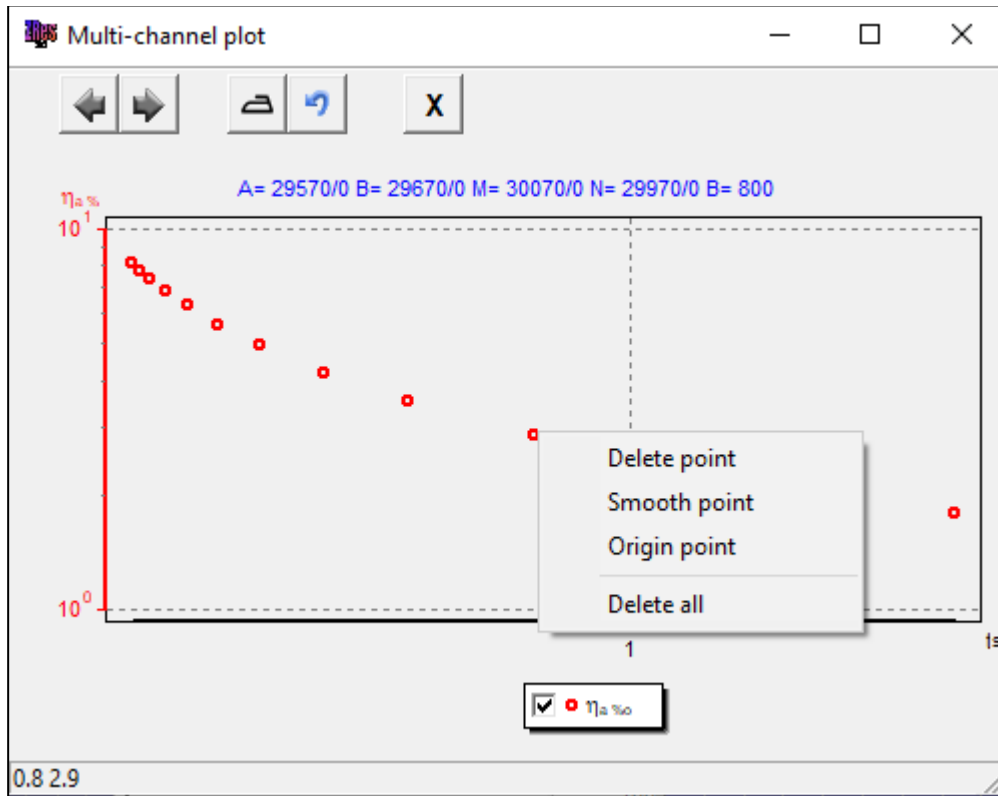 Multi-channel plot
X
A= 29570/0 B= 29670/0 M= 30070/0 N= 29970/0 B= 800
ηa %
10¹
Delete point
Smooth point
Origin point
Delete all
10⁰
1
ηa %o
0.8 2.9